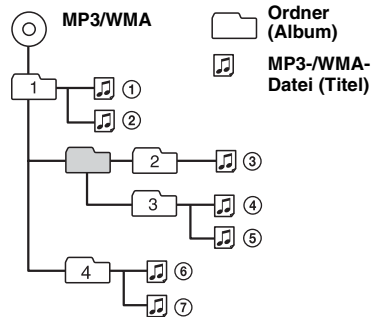 MP3/WMA
Ordner
(Album)
MP3-/WMA-
Datei (Titel)
1
①
②
2
③
3
④
⑤
4
⑥
⑦